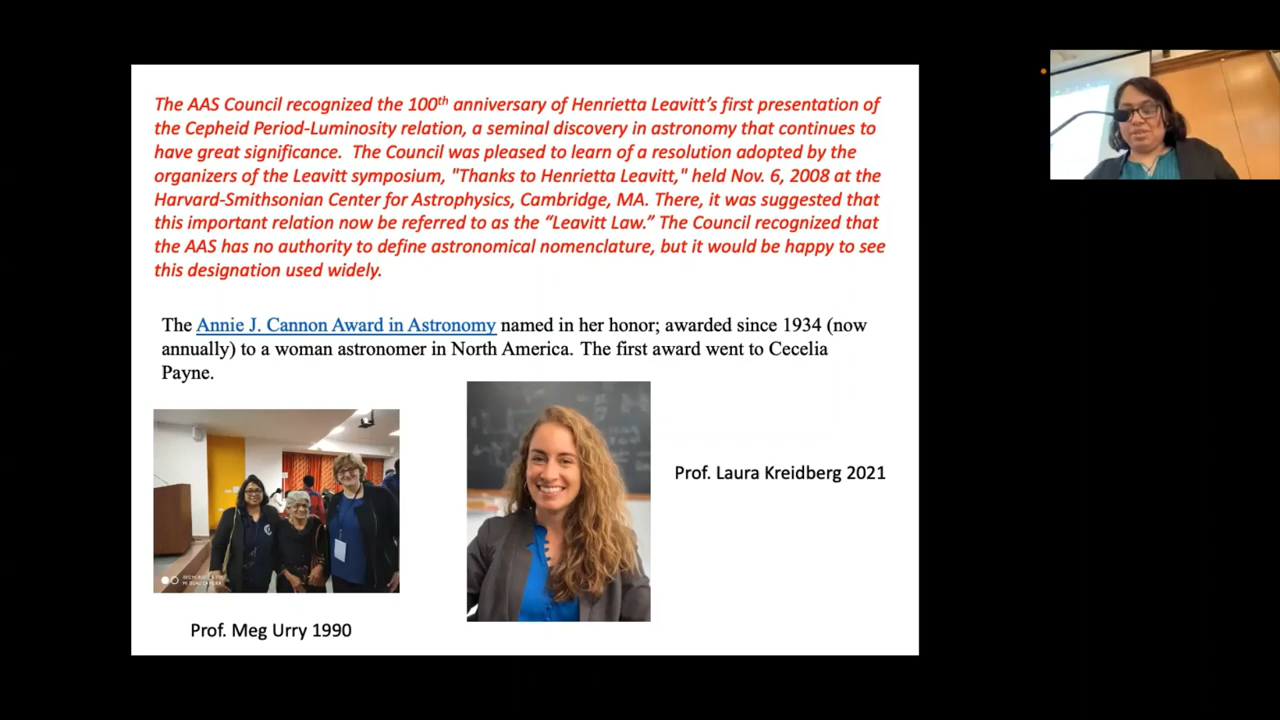 The AAS Council recognized the 100th anniversary of Henrietta Leavitt's first presentation of
the Cepheid Period-Luminosity relation, a seminal discovery in astronomy that continues to
have great significance. The Council was pleased to learn of a resolution adopted by the
organizers of the Leavitt symposium, "Thanks to Henrietta Leavitt," held Nov. 6, 2008 at the
Harvard-Smithsonian Center for Astrophysics, Cambridge, MA. There, it was suggested that
this important relation now be referred to as the “Leavitt Law.” The Council recognized that
the AAS has no authority to define astronomical nomenclature, but it would be happy to see
this designation used widely.
The Annie J. Cannon Award in Astronomy named in her honor; awarded since 1934 (now
annually) to a woman astronomer in North America. The first award went to Cecelia
Payne.
Prof. Laura Kreidberg 2021
Prof. Meg Urry 1990